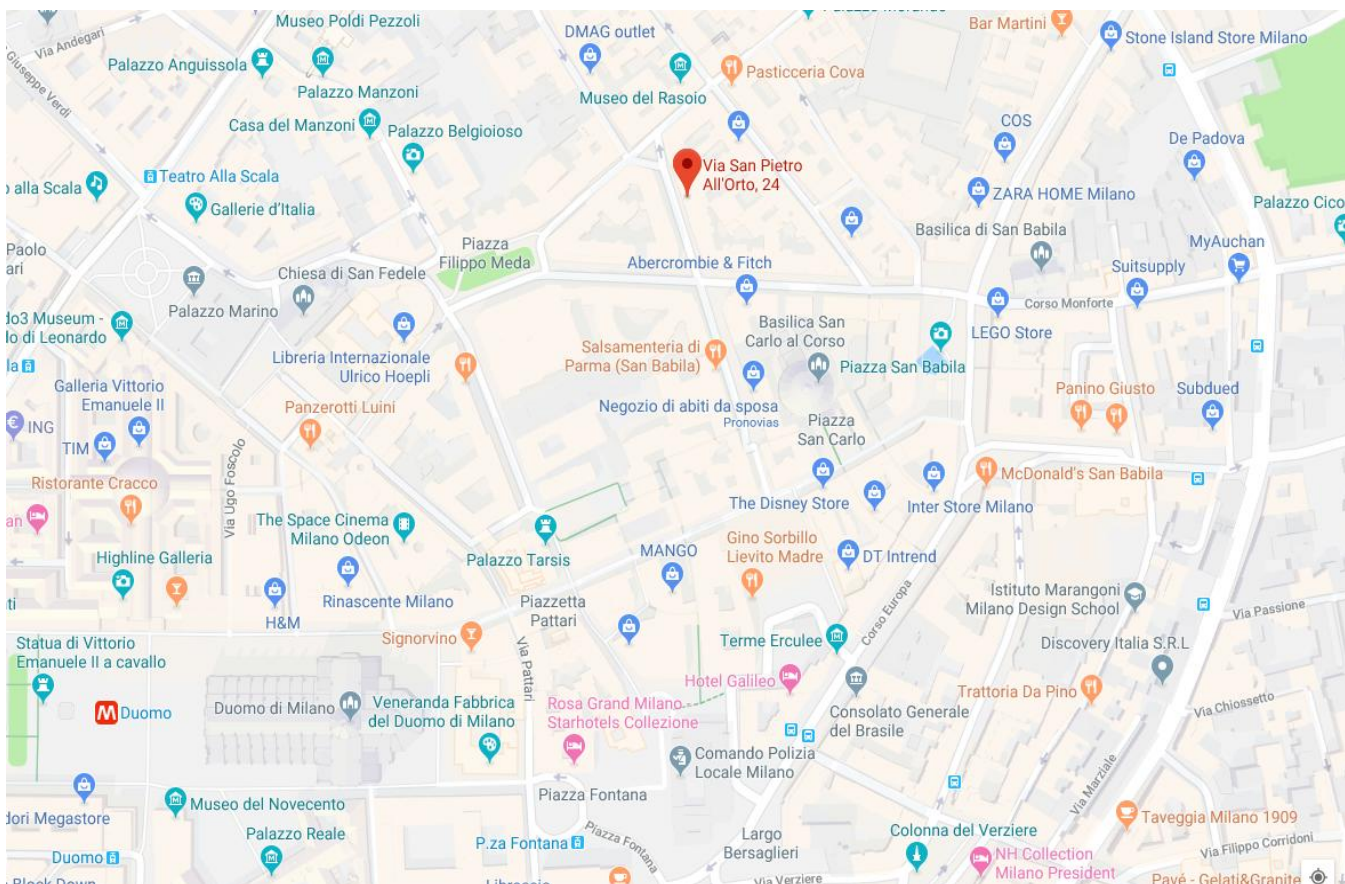 Museo Poldi Pezzoli
Via Andegari
Bar Martini
DMAG outlet
Stone Island Store Milano
Giuseppe Verdi
Palazzo Anguissola
Pasticceria Cova
Palazzo Manzoni
Museo del Rasoio
Casa del Manzoni
Palazzo Belgioioso
COS
De Padova
Via San Pietro
All'Orto, 24
Teatro Alla Scala
o alla Scala
ZARA HOME Milano
Gallerie d'Italia
Palazzo Cico
Basilica di San Babila
Paolo
ari
Piazza
Filippo Meda
MyAuchan
Chiesa di San Fedele
Abercrombie & Fitch
Suitsupply
Palazzo Marino
Corso Monforte
do3 Museum -
do di Leonardo
Basilica San
Carlo al Corso
LEGO Store
Libreria Internazionale
Ulrico Hoepli
Salsamenteria di
Parma (San Babila)
Piazza San Babila
la
Galleria Vittorio
Emanuele II
Panino Giusto
Subdued
Panzerotti Luini
Negozio di abiti da sposa
Pronovias
Piazza
San Carlo
ING
TIM
Via Ugo Foscolo
Ristorante Cracco
McDonald's San Babila
The Disney Store
Inter Store Milano
an
The Space Cinema
Milano Odeon
Gino Sorbillo
Lievito Madre
Highline Galleria
Palazzo Tarsis
MANGO
DT Intrend
Istituto Marangoni
Milano Design School
Rinascente Milano
Piazzetta
Pattari
Corso Europa
ti
H&M
Via Passione
Signorvino
Terme Erculee
Discovery Italia S.R.L
Statua di Vittorio
Emanuele II a cavallo
Via Pattari
Hotel Galileo
Trattoria Da Pino
Duomo
Duomo di Milano
Veneranda Fabbrica
del Duomo di Milano
Rosa Grand Milano
Starhotels Collezione
Consolato Generale
del Brasile
Via Chiossetto
Comando Polizia
Locale Milano
Via Marziale
Piazza Fontana
Museo del Novecento
dori Megastore
Taveggia Milano 1909
Palazzo Reale
P.za Fontana
Piazza Fontana
Largo
Bersaglieri
Colonna del Verziere
Via Filippo Corridoni
Duomo
NH Collection
Milano President
Via Verziere
Pavé - Gelati&Granite